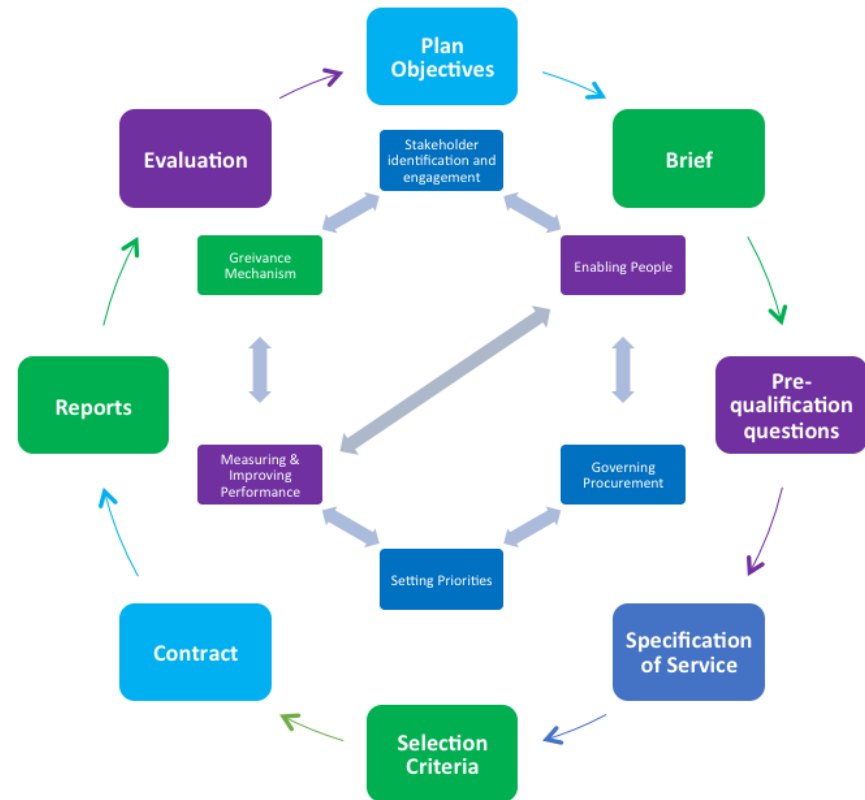 Plan
Objectives
Brief
Pre-
qualification
questions
Specification
of Service
Selection
Criteria
Contract
Reports
Evaluation
Stakeholder
identification and
engagement
Enabling People
Governing
Procurement
Setting Priorities
Measuring &
Improving
Performance
Greivance
Mechanism